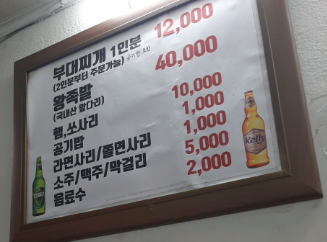 부대찌개 1인분 12,000
(2인분부터 주문가능)
왕족발 40,000
(국내산 앞다리)
햄,쏘사리 10,000
공기밥 1,000
라면사리/쫄면사리 1,000
소주/맥주/막걸리 5,000
음료수 2,000
Kelly